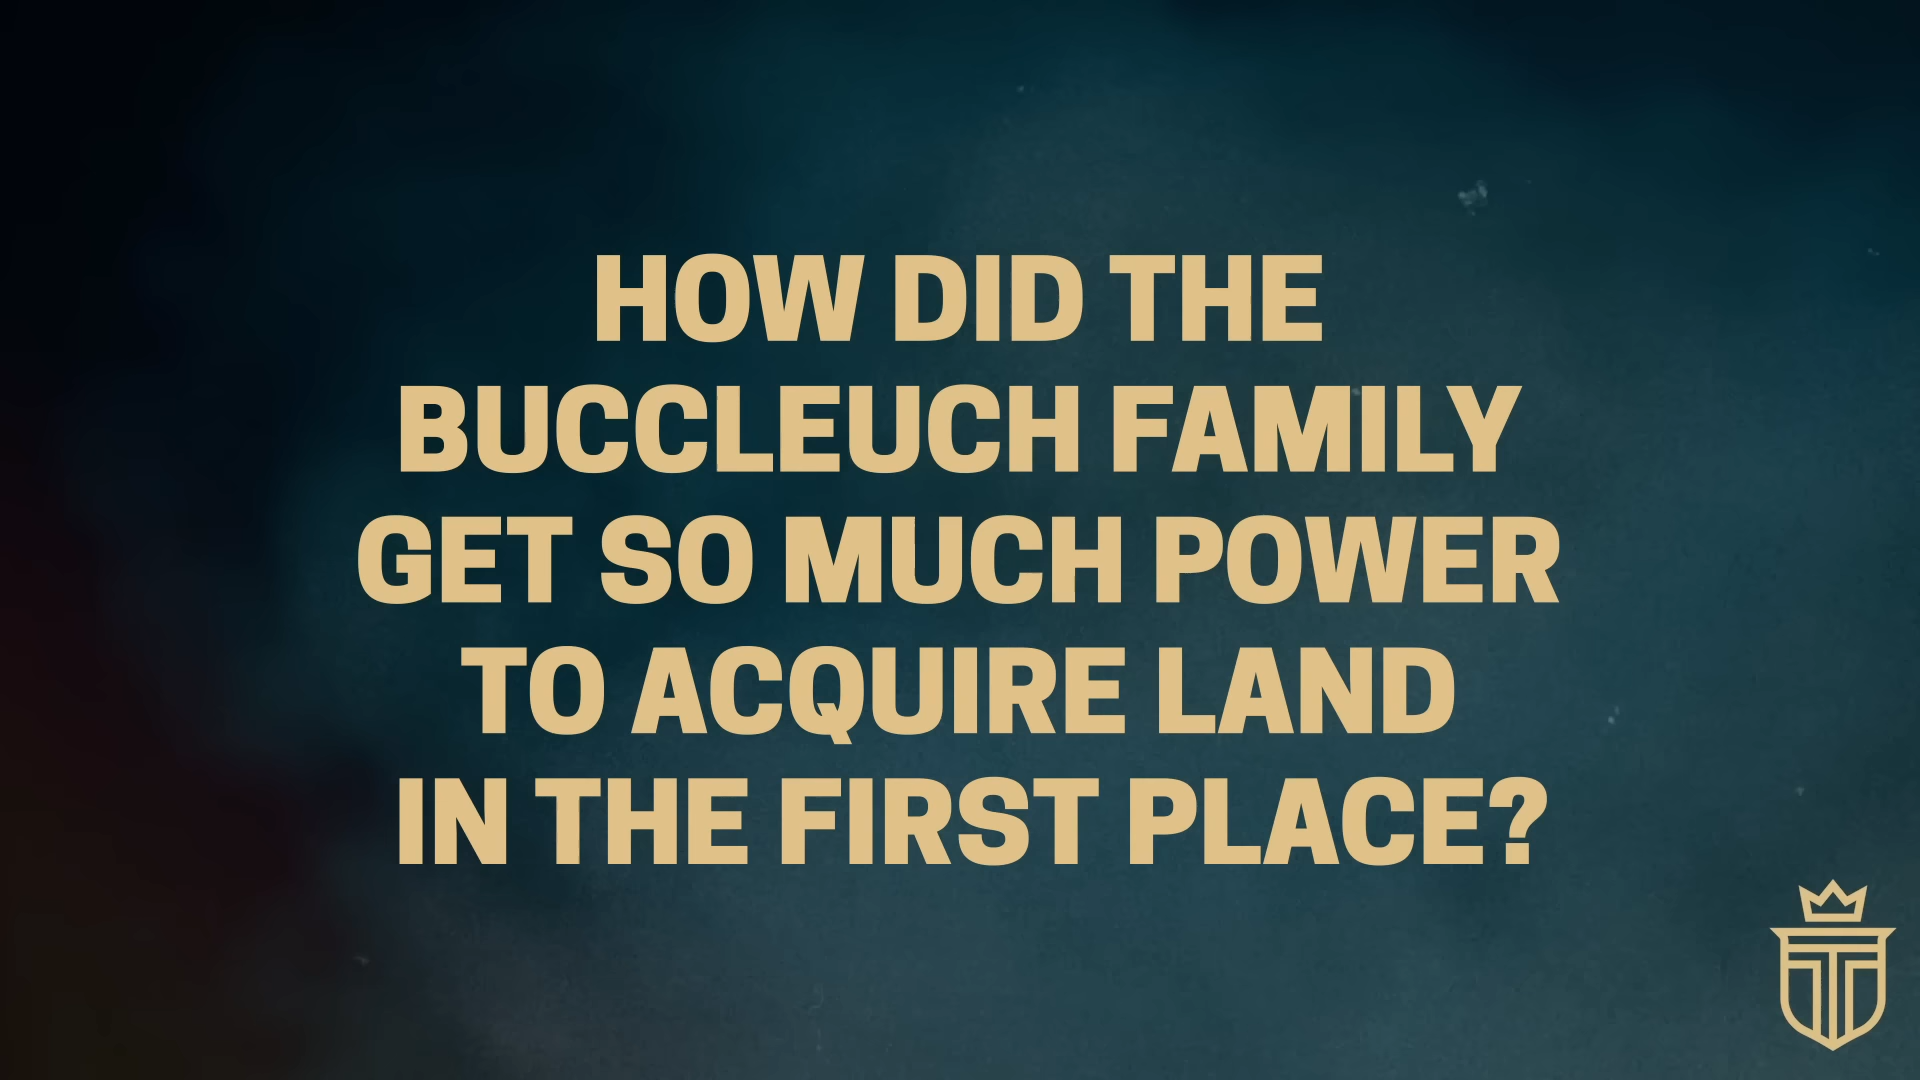 HOW DID THE
BUCCLEUCH FAMILY
GET SO MUCH POWER
TO ACQUIRE LAND
IN THE FIRST PLACE?